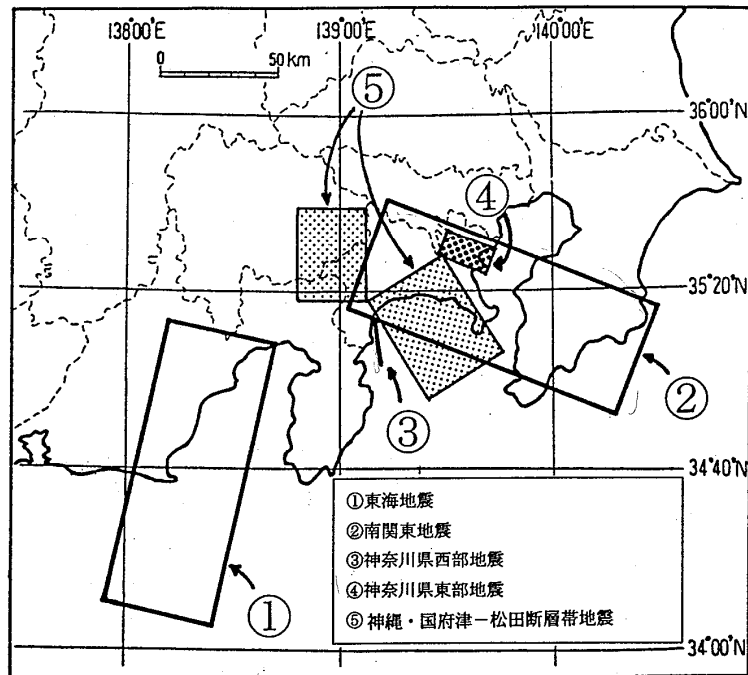 138°00'E
139°00'E
140°00'E
0 50km
⑤
36°00'N
④
35°20'N
②
③
34°40'N
①東海地震
②南関東地震
③神奈川県西部地震
④神奈川県東部地震
⑤神縄・国府津－松田断層帯地震
①
34°00'N